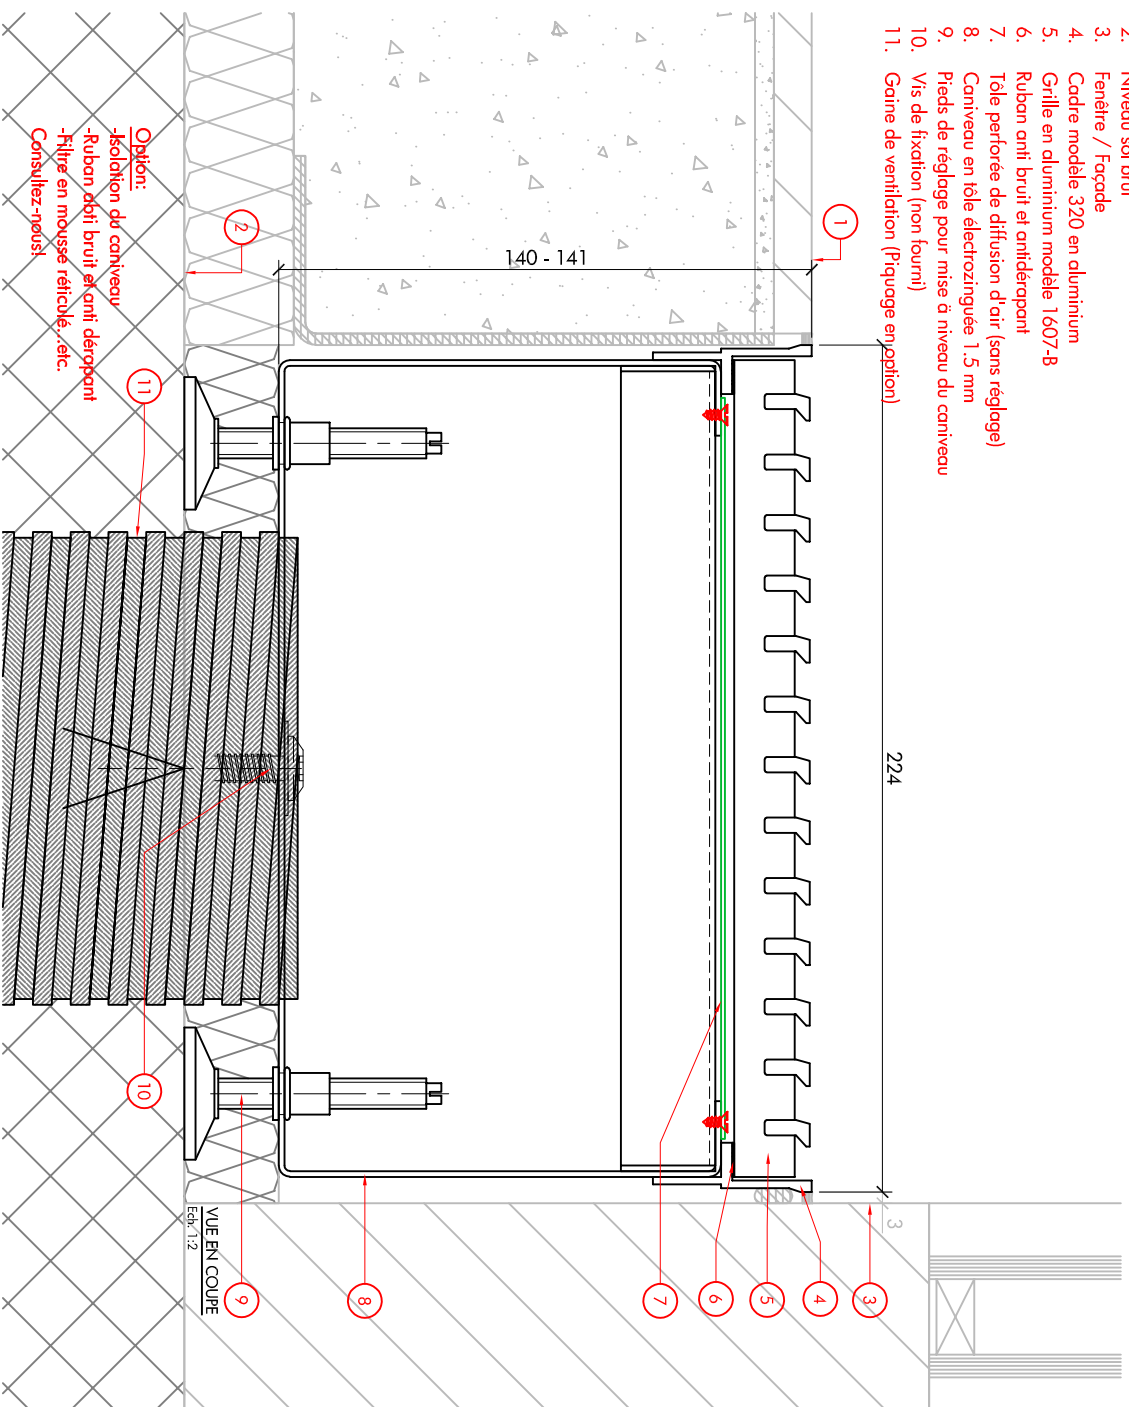 2. Niveau sol brut
3. Fenêtre / Façade
4. Cadre modèle 320 en aluminium
5. Grille en aluminium modèle 1607-B
6. Ruban anti bruit et antidérapant
7. Tôle perforée de diffusion d'air (sans réglage)
8. Caniveau en tôle électrozinguée 1.5 mm
9. Pieds de réglage pour mise à niveau du caniveau
10. Vis de fixation (non fourni)
11. Gaine de ventilation (Piquage en option)
1
140 - 141
224
2
3
Option:
-Isolation du caniveau
-Ruban abti bruit et anti dérapant
-Filtre en mousse réticulé...etc.
Consultez-nous!
11
10
9
8
7
6
5
4
3
VUE EN COUPE
Ech. 1:2